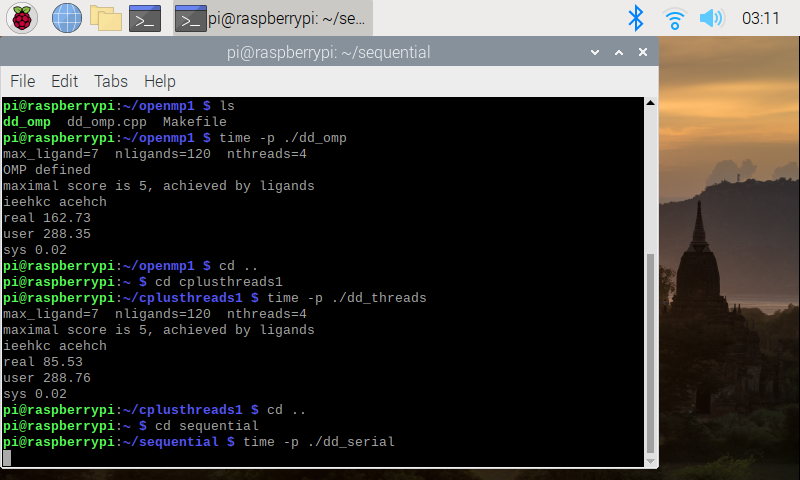 pi@raspberrypi: ~/se...
03:11
pi@raspberrypi: ~/sequential
File Edit Tabs Help
pi@raspberrypi:~/openmp1 $ ls
dd_omp  dd_omp.cpp  Makefile
pi@raspberrypi:~/openmp1 $ time -p ./dd_omp
max_ligand=7  nligands=120  nthreads=4
OMP defined
maximal score is 5, achieved by ligands
ieehkc acehch
real 162.73
user 288.35
sys 0.02
pi@raspberrypi:~/openmp1 $ cd ..
pi@raspberrypi:~ $ cd cplusthreads1
pi@raspberrypi:~/cplusthreads1 $ time -p ./dd_threads
max_ligand=7  nligands=120  nthreads=4
maximal score is 5, achieved by ligands
ieehkc acehch
real 85.53
user 288.76
sys 0.02
pi@raspberrypi:~/cplusthreads1 $ cd ..
pi@raspberrypi:~ $ cd sequential
pi@raspberrypi:~/sequential $ time -p ./dd_serial